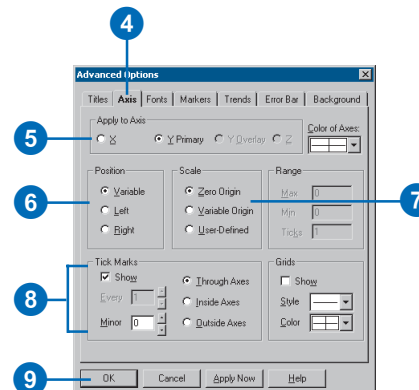 4
Advanced Options
Titles Axis Fonts Markers Trends Error Bar Background
Apply to Axis
5 X Y Primary Y Overlay Z Color of Axes:
Position Scale Range
6 Variable Zero Origin Max 0 7
Left Variable Origin Min 0
Right User-Defined Ticks 1
Tick Marks Grids
Show Through Axes Show
8 Every 1 Inside Axes Style
Minor 0 Outside Axes Color
9 OK Cancel Apply Now Help